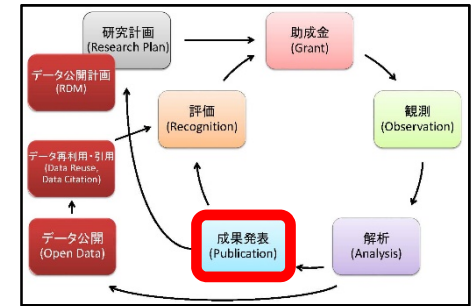 研究計画
(Research Plan)
助成金
(Grant)
データ公開計画
(RDM)
評価
(Recognition)
観測
(Observation)
データ再利用・引用
(Data Reuse,
Data Citation)
データ公開
(Open Data)
成果発表
(Publication)
解析
(Analysis)